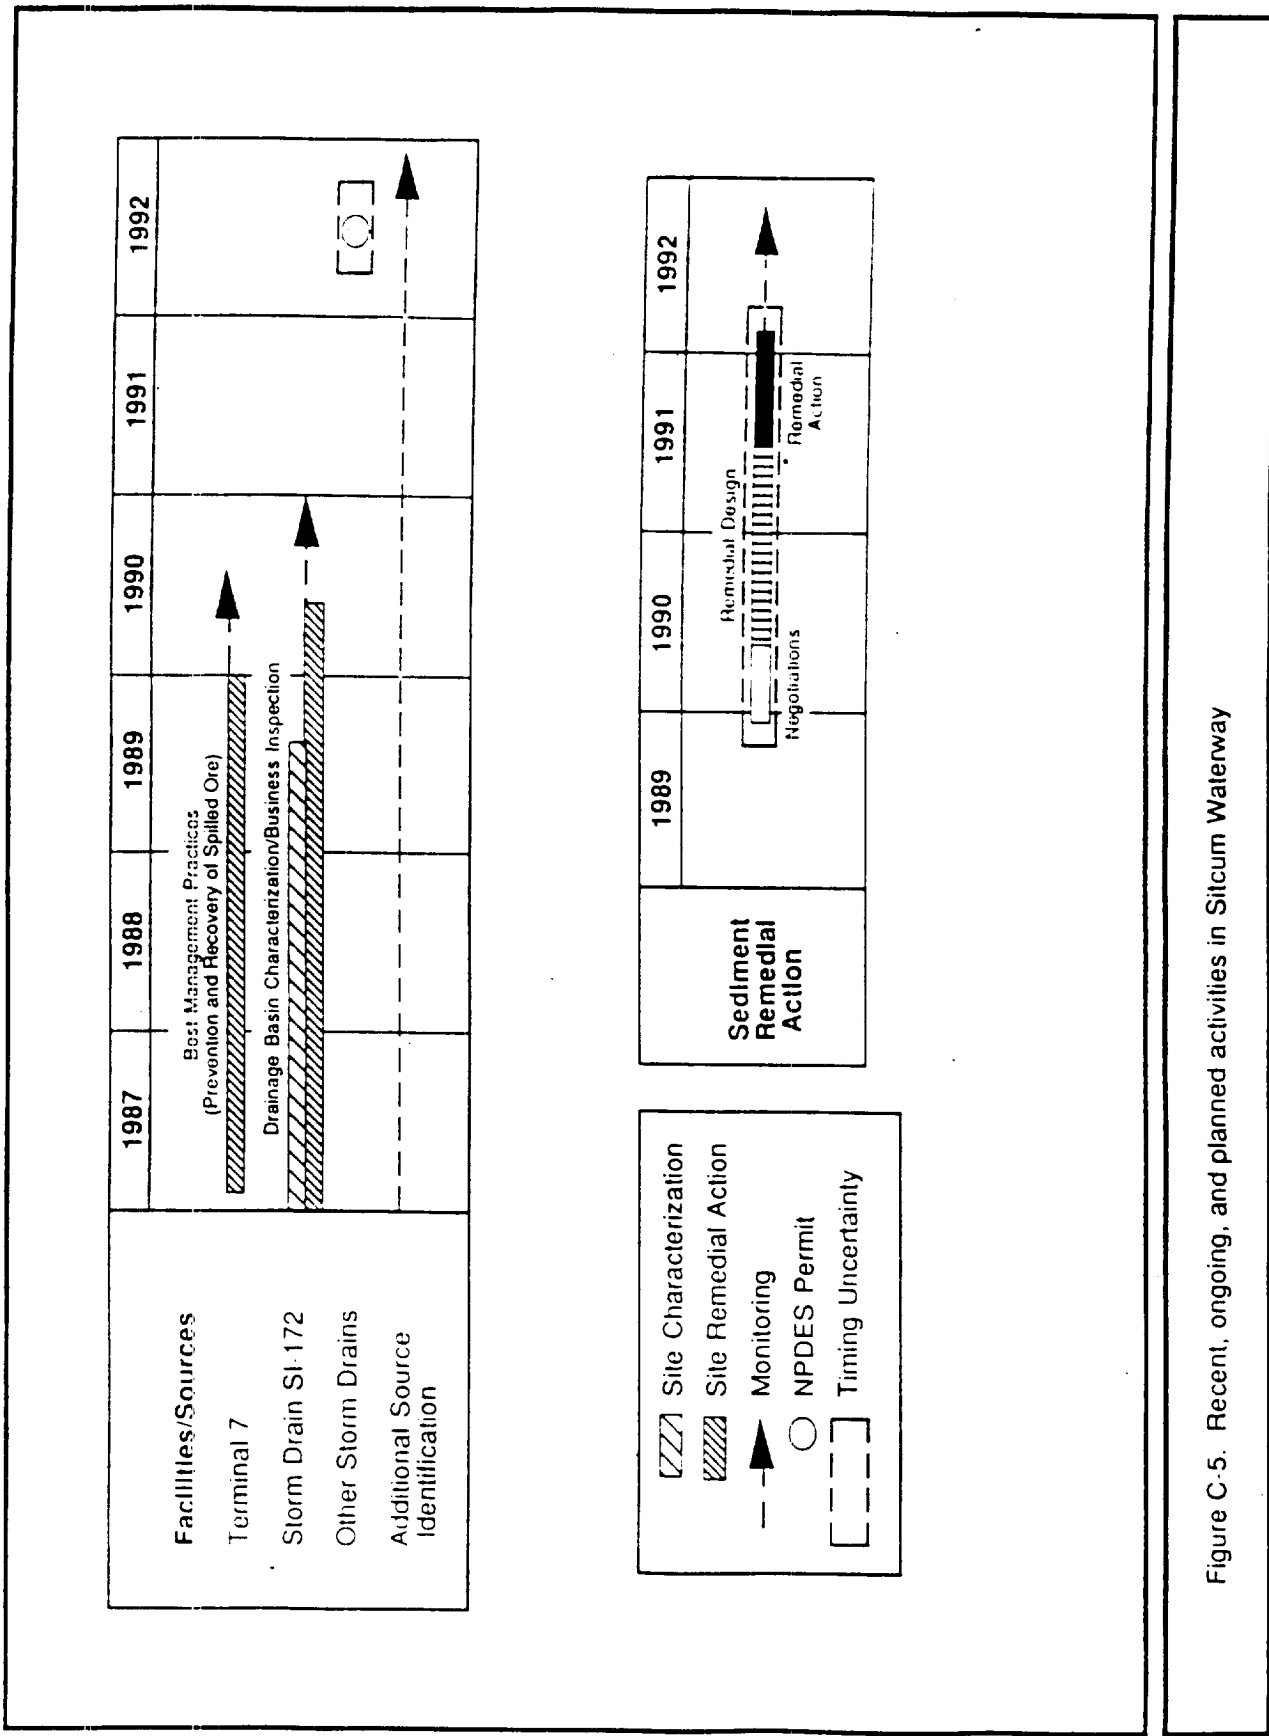 1987 1988 1989 1990 1991 1992
Facilities/Sources
Best Management Practices
(Prevention and Recovery of Spilled Ore)
Terminal 7
Drainage Basin Characterization/Business Inspection
Storm Drain SI-172
Other Storm Drains
Additional Source
Identification
Site Characterization
Site Remedial Action
Monitoring
NPDES Permit
Timing Uncertainty
1989 1990 1991 1992
Sediment
Remedial
Action
Remedial Design
Negotiations
Remedial
Action
Figure C-5. Recent, ongoing, and planned activities in Sitcum Waterway